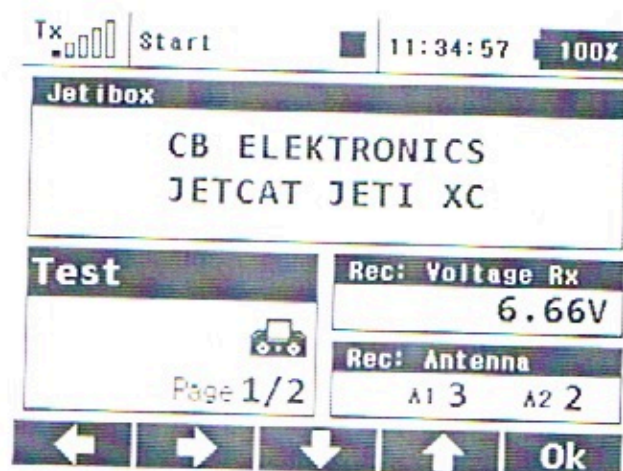 Tx Start 11:34:57 100%
Jetibox
CB ELEKTRONICS
JETCAT JETI XC
Test
Page 1/2
Rec: Voltage Rx
6.66V
Rec: Antenna
A1 3 A2 2
Ok